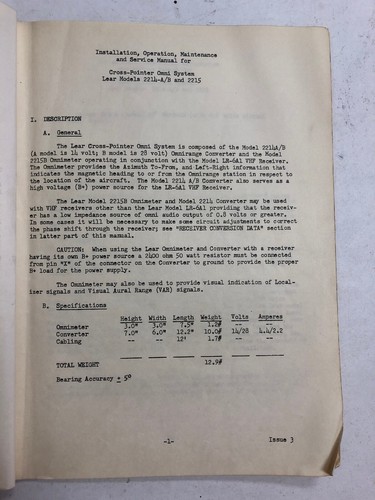 Installation, Operation, Maintenance
and Service Manual for
Cross-Pointer Omni System
Lear Models 2214-A/B and 2215
I. DESCRIPTION
A. General
The Lear Cross-Pointer Omni System is composed of the Model 2214A/B
(A model is 14 volt; B model is 28 volt) Omnirange Converter and the Model
2215B Omnimeter operating in conjunction with the Model LR-6A1 VHF Receiver.
The Omnimeter provides the Azimuth To-From, and Left-Right information that
indicates the magnetic heading to or from the Omnirange station in respect to
the location of the aircraft. The Model 2214 A/B Converter also serves as a
high voltage (B+) power source for the LR-6A1 VHF Receiver.
The Lear Model 2215B Omnimeter and Model 2214 Converter may be used
with VHF receivers other than the Lear Model LR-6A1 providing that the receiv-
er has a low impedance source of omni audio output of 0.8 volts or greater.
In some cases it will be necessary to make some circuit adjustments to correct
the phase shift through the receiver; see "RECEIVER CONVERSION DATA" section
in latter part of this manual.
CAUTION: When using the Lear Omnimeter and Converter with a receiver
having its own B+ power source a 2400 ohm 50 watt resistor must be connected
from pin "X" of the connector on the Converter to ground to provide the proper
B+ load for the power supply.
The Omnimeter may also be used to provide visual indication of Local-
izer signals and Visual Aural Range (VAR) signals.
B. Specifications
Height Width Length Weight Volts Amperes
Omnimeter 3.0" 3.0" 7.5" 1.2# -- --
Converter 7.0" 6.0" 12.2" 10.0# 14/28 4.4/2.2
Cabling -- -- 12' 1.7# -- --
TOTAL WEIGHT 12.9#
Bearing Accuracy ± 5°
-1- Issue 3